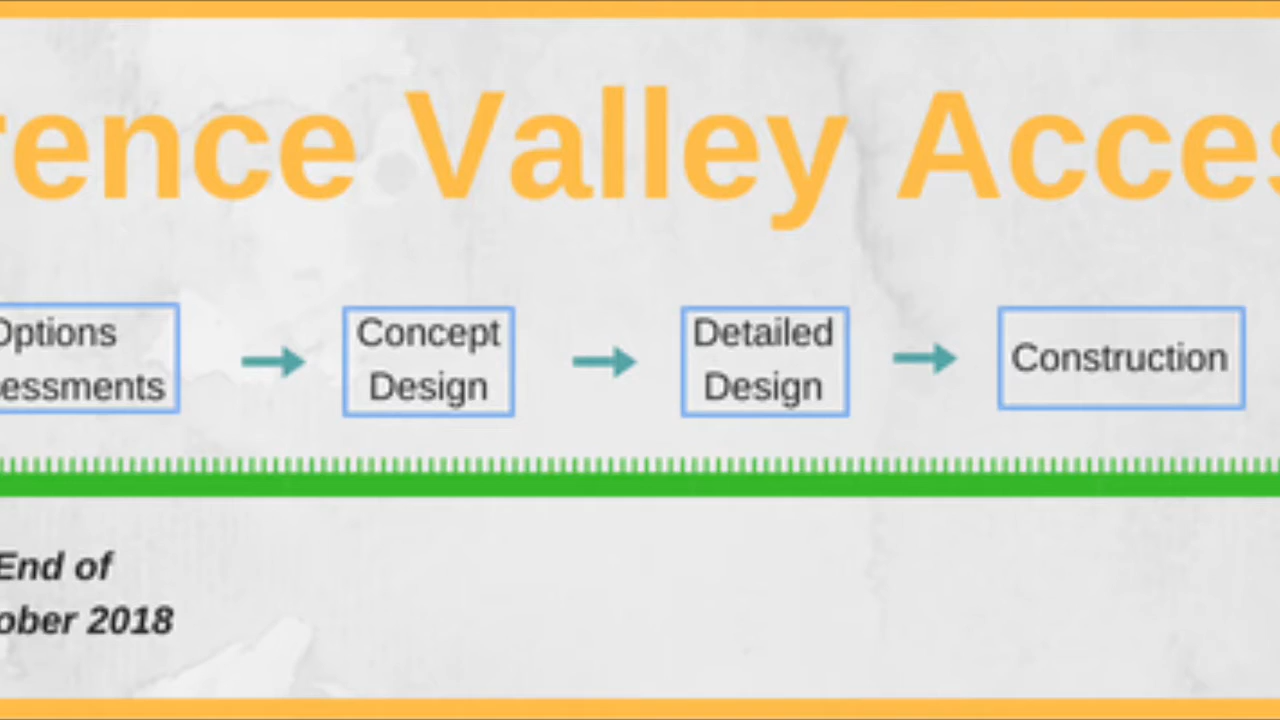 rence Valley Acces
Options
essments
Concept
Design
Detailed
Design
Construction
End of
ober 2018